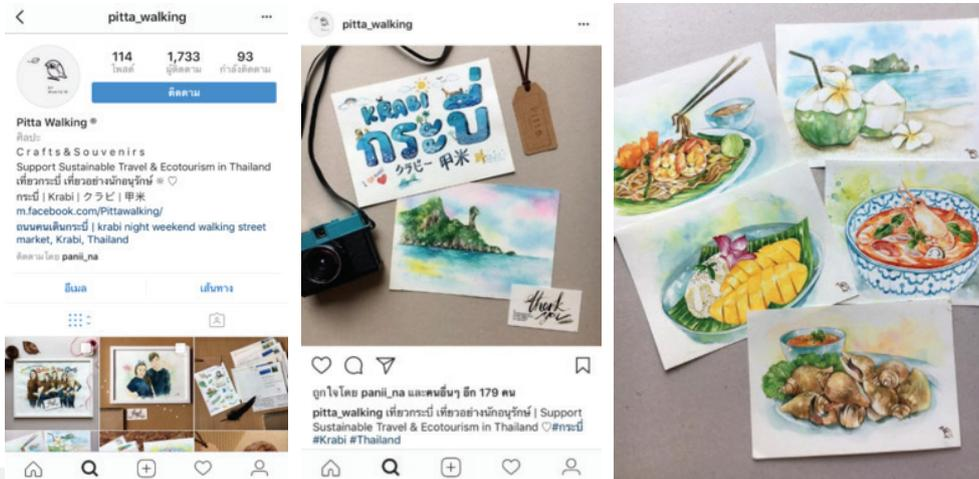 pitta_walking
114
1,733
93
โพสต์
ผู้ติดตาม
กำลังติดตาม
ติดตาม
Pitta Walking ®
ศิลปะ
Crafts & Souvenirs
Support Sustainable Travel & Ecotourism in Thailand
เที่ยวกระบี่ เที่ยวอย่างนักอนุรักษ์ ☼ ♡
กระบี่ | Krabi | クラビ | 甲米
m.facebook.com/Pittawalking/
ถนนคนเดินกระบี่ | krabi night weekend walking street
market, Krabi, Thailand
ติดตามโดย panii_na
อีเมล
เส้นทาง
pitta_walking
KRABI
กระบี่
クラビー 甲米
thank
you
ถูกใจโดย panii_na และคนอื่นๆ อีก 179 คน
pitta_walking เที่ยวกระบี่ เที่ยวอย่างนักอนุรักษ์ | Support
Sustainable Travel & Ecotourism in Thailand ♡#กระบี่
#Krabi #Thailand